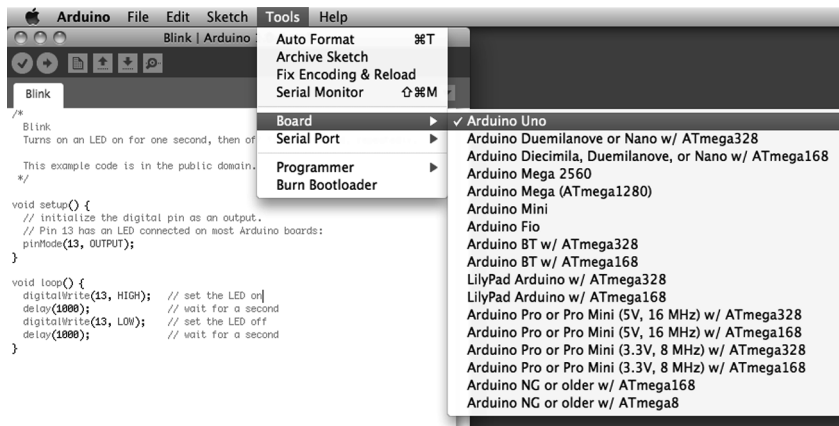 Arduino File Edit Sketch Tools Help
Blink | Arduino
Auto Format ⌘T
Archive Sketch
Fix Encoding & Reload
Serial Monitor ⇧⌘M
Board
Serial Port
Programmer
Burn Bootloader
✓ Arduino Uno
Arduino Duemilanove or Nano w/ ATmega328
Arduino Diecimila, Duemilanove, or Nano w/ ATmega168
Arduino Mega 2560
Arduino Mega (ATmega1280)
Arduino Mini
Arduino Fio
Arduino BT w/ ATmega328
Arduino BT w/ ATmega168
LilyPad Arduino w/ ATmega328
LilyPad Arduino w/ ATmega168
Arduino Pro or Pro Mini (5V, 16 MHz) w/ ATmega328
Arduino Pro or Pro Mini (5V, 16 MHz) w/ ATmega168
Arduino Pro or Pro Mini (3.3V, 8 MHz) w/ ATmega328
Arduino Pro or Pro Mini (3.3V, 8 MHz) w/ ATmega168
Arduino NG or older w/ ATmega168
Arduino NG or older w/ ATmega8
Blink
/*
Blink
Turns on an LED on for one second, then of
This example code is in the public domain.
*/
void setup() {
// initialize the digital pin as an output.
// Pin 13 has an LED connected on most Arduino boards:
pinMode(13, OUTPUT);
}
void loop() {
digitalWrite(13, HIGH); // set the LED on
delay(1000); // wait for a second
digitalWrite(13, LOW); // set the LED off
delay(1000); // wait for a second
}